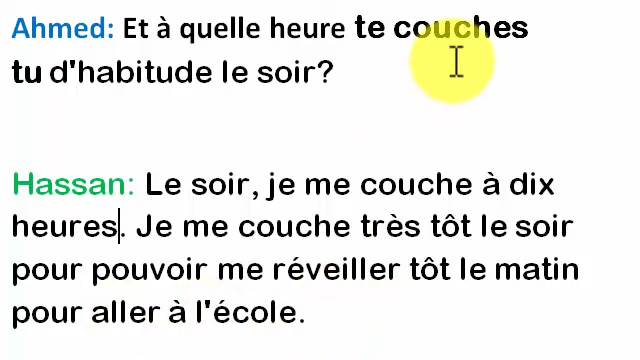 Ahmed: Et à quelle heure te couches
tu d'habitude le soir?
Hassan: Le soir, je me couche à dix
heures. Je me couche très tôt le soir
pour pouvoir me réveiller tôt le matin
pour aller à l'école.